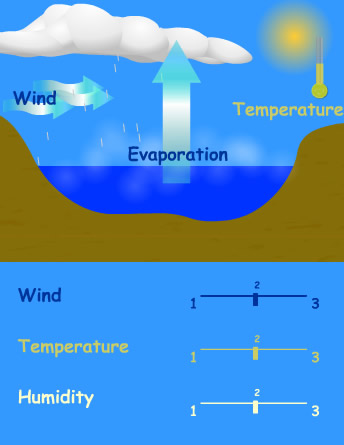 Wind
Temperature
Evaporation
Wind
1 2 3
Temperature
1 2 3
Humidity
1 2 3